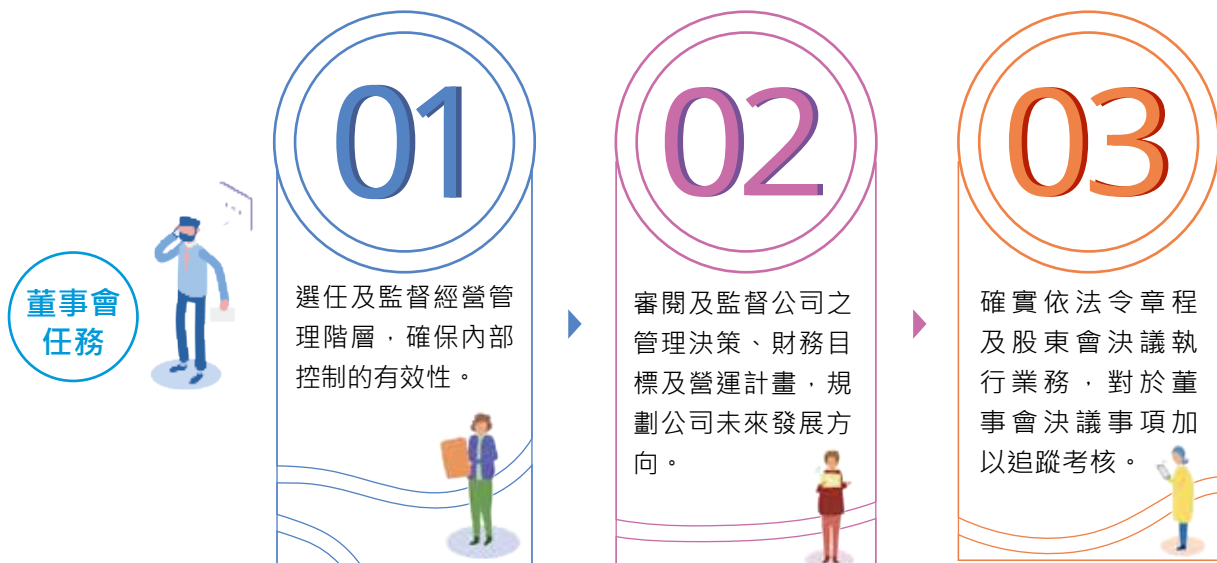 董事會
任務
01
選任及監督經營管
理階層，確保內部
控制的有效性。
02
審閱及監督公司之
管理決策、財務目
標及營運計畫，規
劃公司未來發展方
向。
03
確實依法令章程
及股東會決議執
行業務，對於董
事會決議事項加
以追蹤考核。